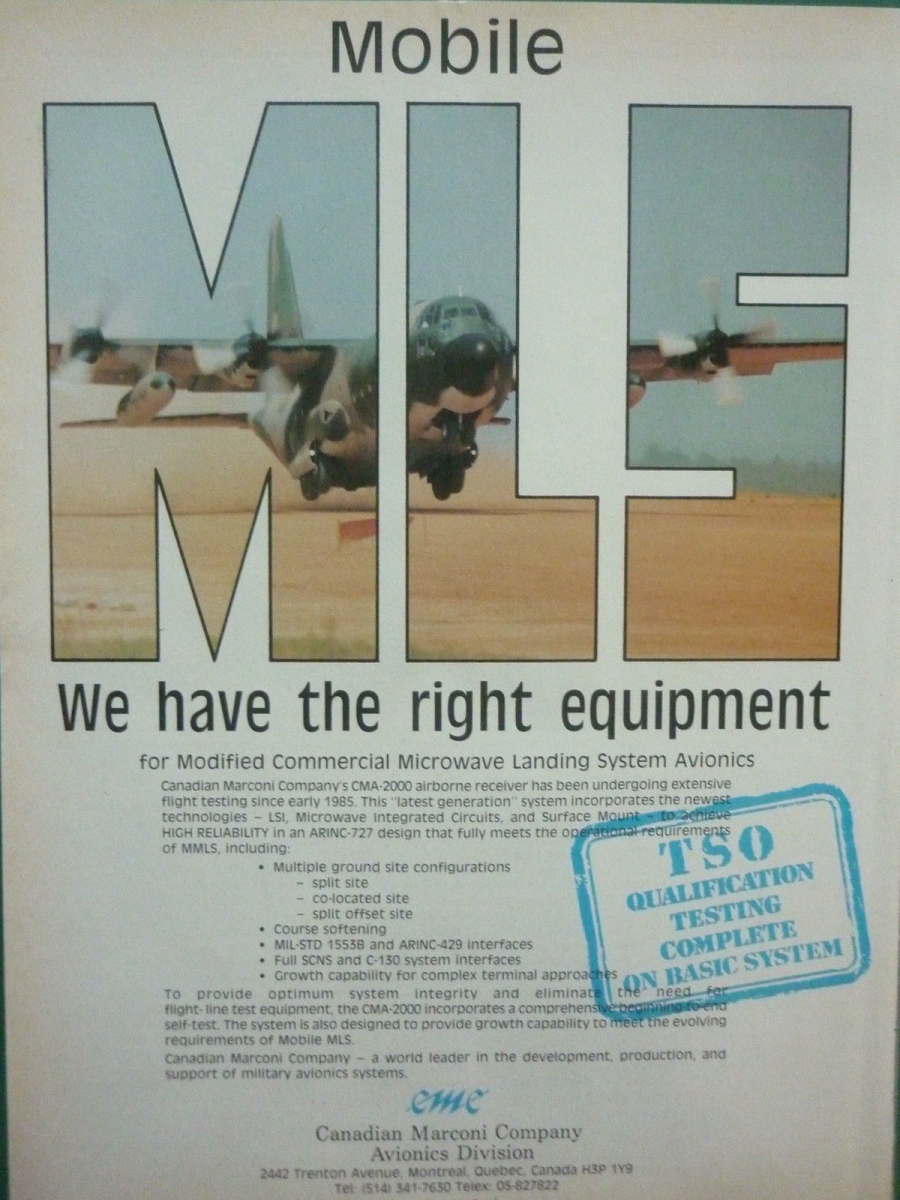 Mobile
MLS
We have the right equipment
for Modified Commercial Microwave Landing System Avionics
Canadian Marconi Company's CMA-2000 airborne receiver has been undergoing extensive
flight testing since early 1985. This "latest generation" system incorporates the newest
technologies – LSI, Microwave Integrated Circuits, and Surface Mount – to achieve
HIGH RELIABILITY in an ARINC-727 design that fully meets the operational requirements
of MMLS, including:
• Multiple ground site configurations
– split site
– co-located site
– split offset site
• Course softening
• MIL-STD 1553B and ARINC-429 interfaces
• Full SCNS and C-130 system interfaces
• Growth capability for complex terminal approaches
TSO
QUALIFICATION
TESTING
COMPLETE
ON BASIC SYSTEM
To provide optimum system integrity and eliminate the need for
flight-line test equipment, the CMA-2000 incorporates a comprehensive beginning-to-end
self-test. The system is also designed to provide growth capability to meet the evolving
requirements of Mobile MLS.
Canadian Marconi Company – a world leader in the development, production, and
support of military avionics systems.
cmc
Canadian Marconi Company
Avionics Division
2442 Trenton Avenue, Montreal, Quebec, Canada H3P 1Y9
Tel: (514) 341-7630 Telex: 05-827822